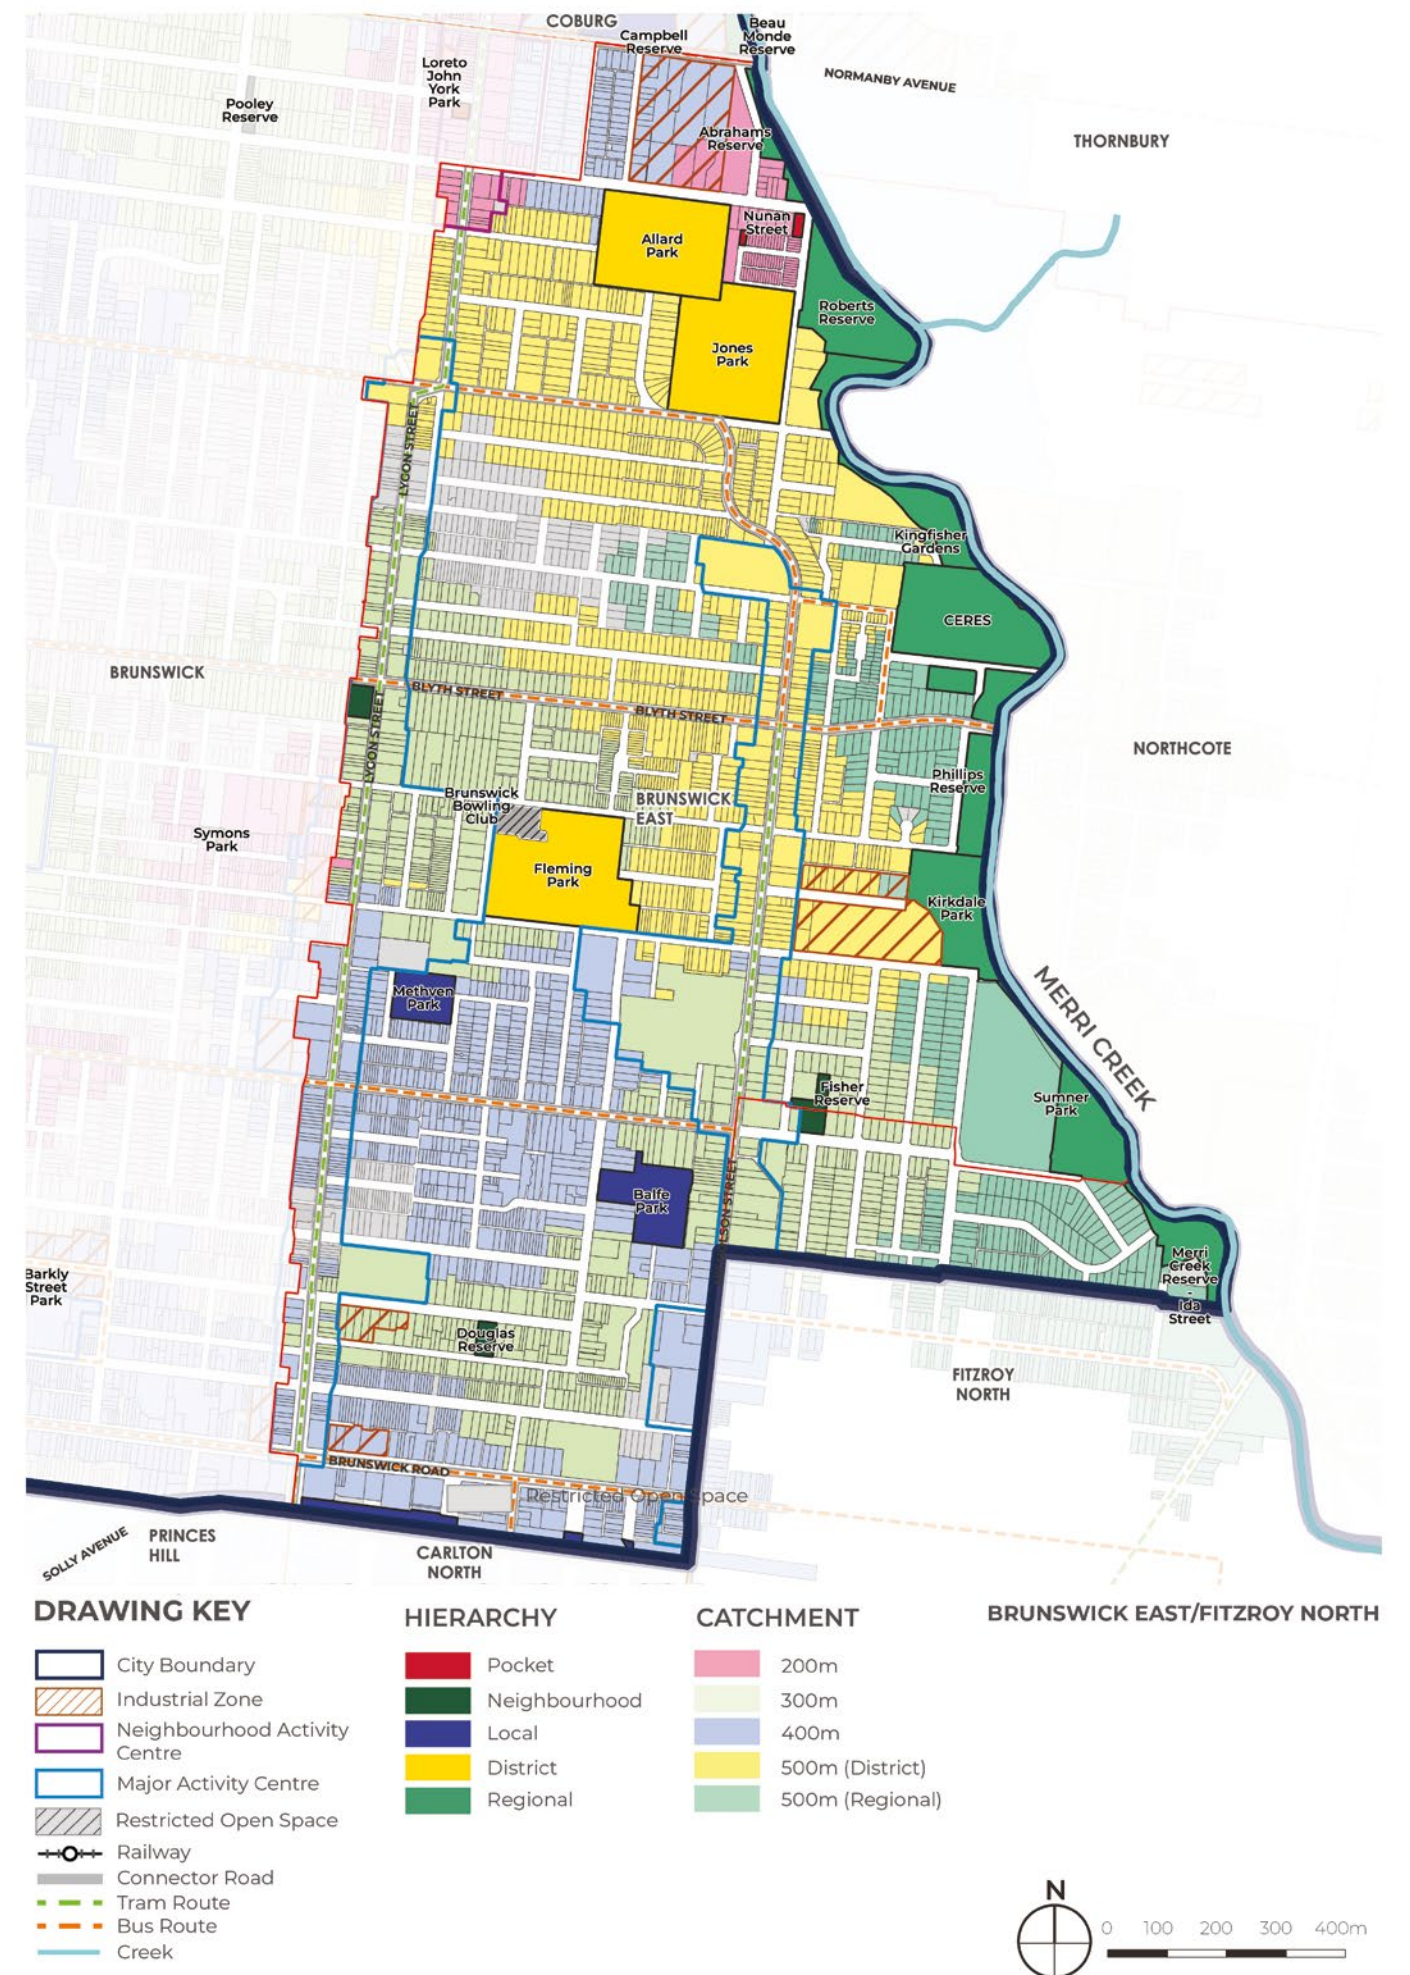 COBURG
Beau
Monde
Reserve
Campbell
Reserve
Loreto
John
York
Park
NORMANBY AVENUE
Pooley
Reserve
Abrahams
Reserve
THORNBURY
Nunan
Street
Allard
Park
Roberts
Reserve
Jones
Park
LYGON STREET
Kingfisher
Gardens
CERES
BRUNSWICK
BLYTH STREET
BLYTH STREET
LYGON STREET
NORTHCOTE
Phillips
Reserve
Brunswick
Bowling
Club
BRUNSWICK
EAST
Symons
Park
Fleming
Park
Kirkdale
Park
Methven
Park
MERRI CREEK
Fisher
Reserve
Sumner
Park
Balfe
Park
OLSON STREET
Merri
Creek
Reserve
-
Ida
Street
Barkly
Street
Park
Douglas
Reserve
FITZROY
NORTH
BRUNSWICK ROAD
Restricted Open Space
SOLLY AVENUE
PRINCES
HILL
CARLTON
NORTH
DRAWING KEY
City Boundary
Industrial Zone
Neighbourhood Activity
Centre
Major Activity Centre
Restricted Open Space
Railway
Connector Road
Tram Route
Bus Route
Creek
HIERARCHY
Pocket
Neighbourhood
Local
District
Regional
CATCHMENT
200m
300m
400m
500m (District)
500m (Regional)
BRUNSWICK EAST/FITZROY NORTH
N
0 100 200 300 400m